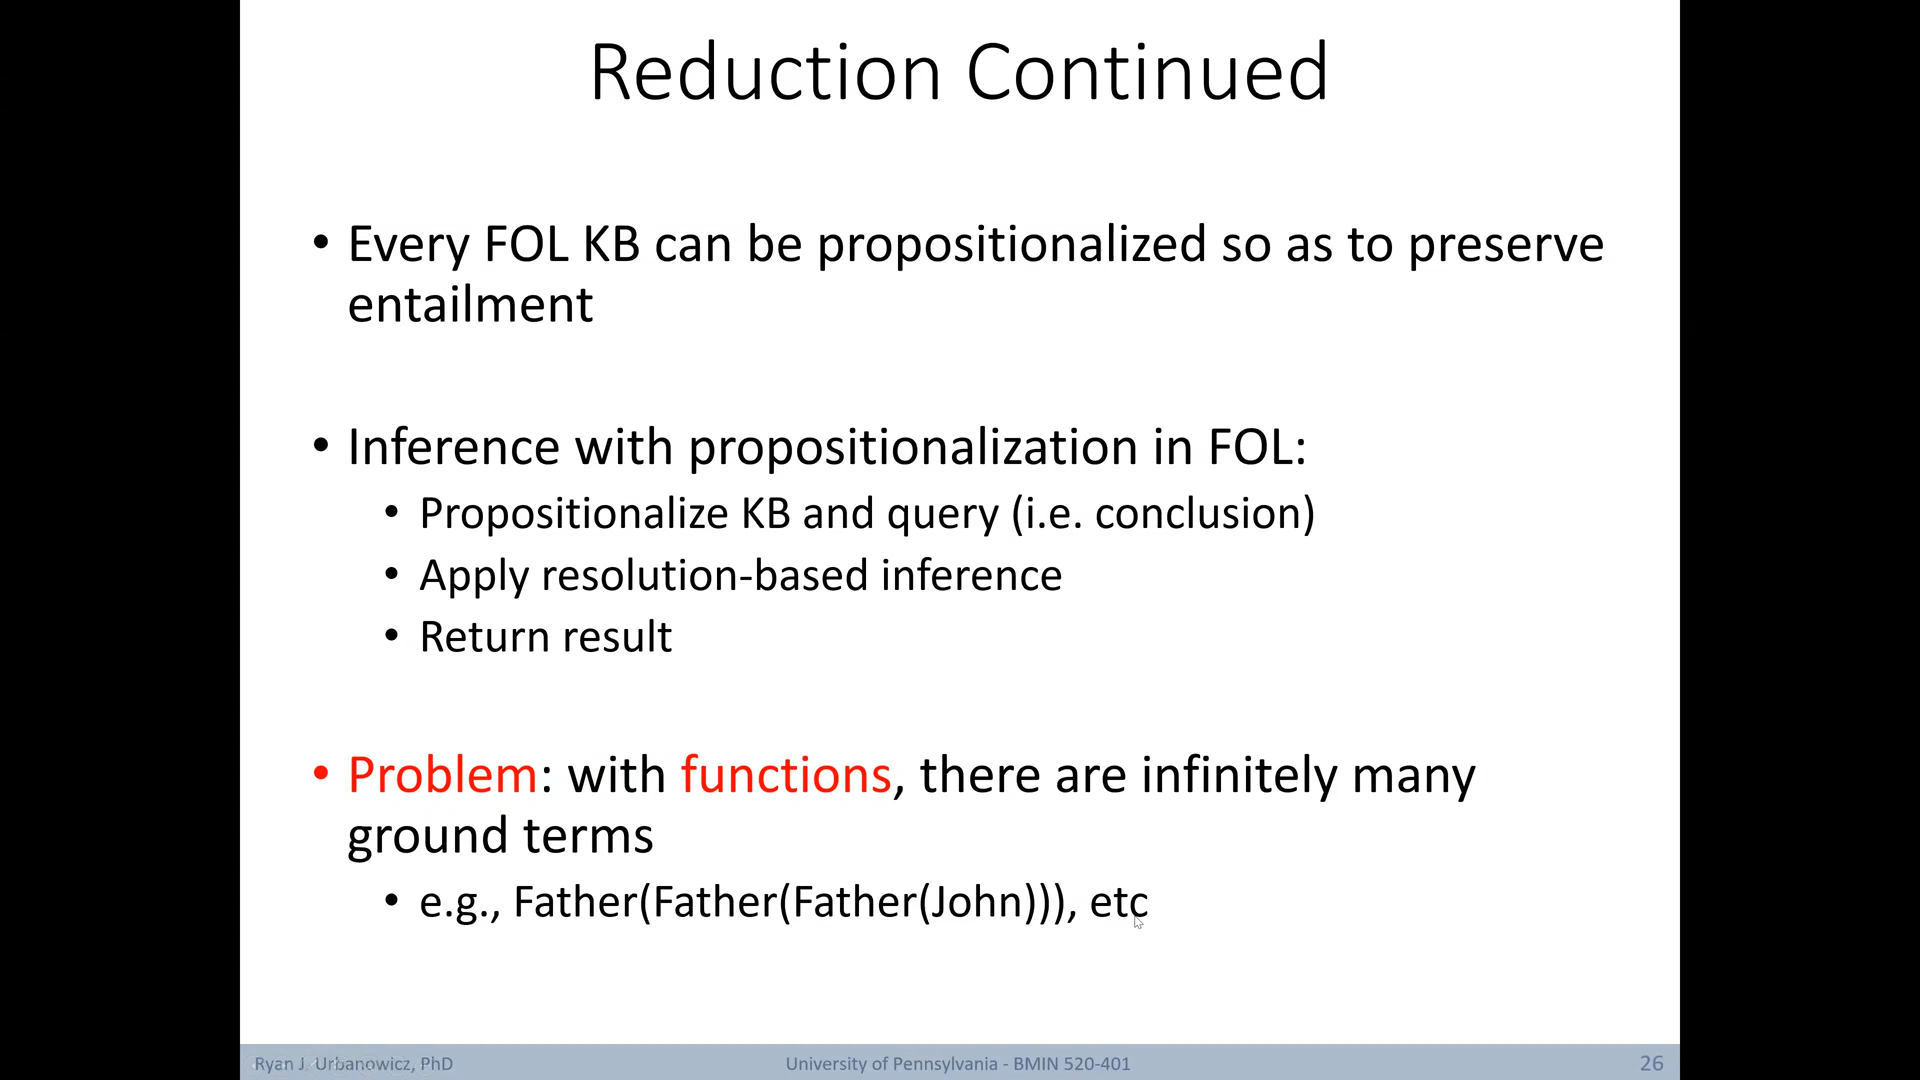 Reduction Continued
• Every FOL KB can be propositionalized so as to preserve
entailment
• Inference with propositionalization in FOL:
• Propositionalize KB and query (i.e. conclusion)
• Apply resolution-based inference
• Return result
• Problem: with functions, there are infinitely many
ground terms
• e.g., Father(Father(Father(John))), etc
Ryan J. Urbanowicz, PhD
University of Pennsylvania - BMIN 520-401
26